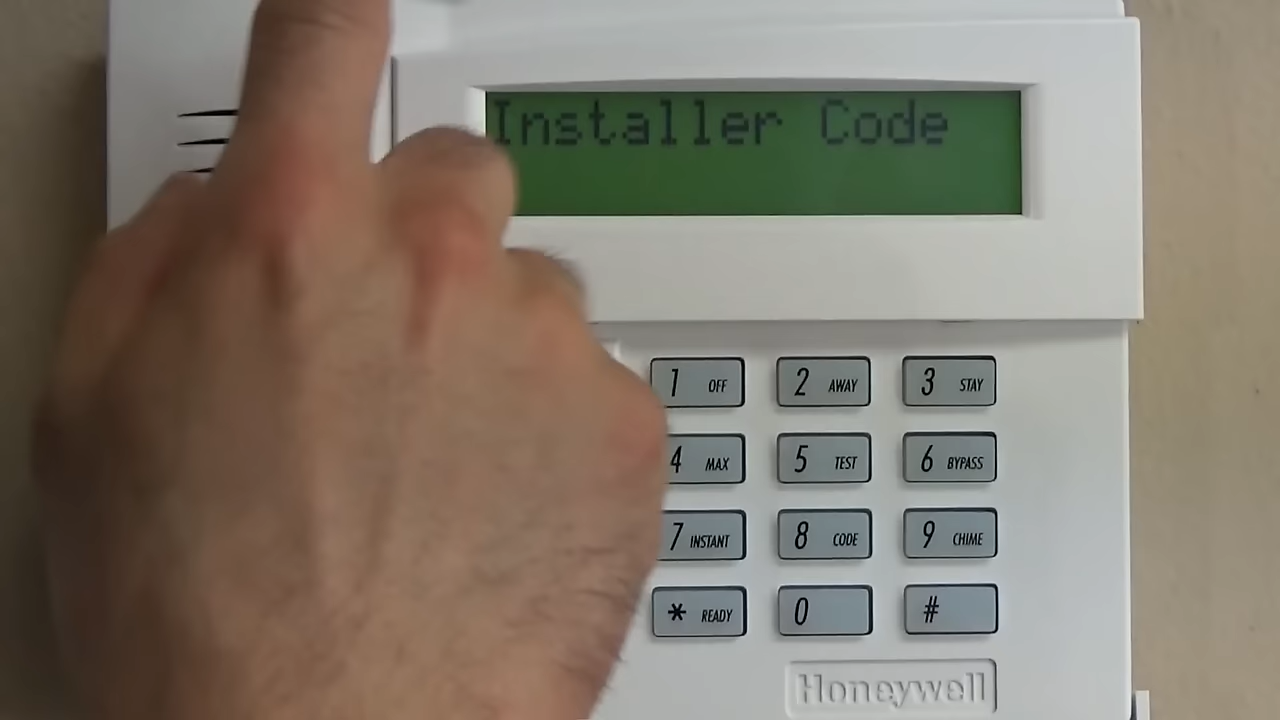 Installer Code
1 OFF 2 AWAY 3 STAY
4 MAX 5 TEST 6 BYPASS
7 INSTANT 8 CODE 9 CHIME
* READY 0 #
Honeywell